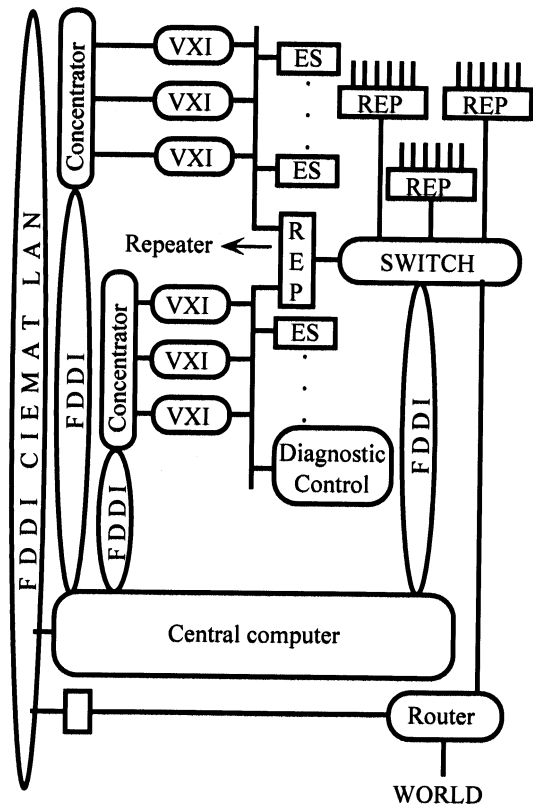 Concentrator
VXI
VXI
VXI
ES
ES
REP
REP
REP
Repeater
REP
SWITCH
FDDI CIEMAT LAN
FDDI
Concentrator
VXI
VXI
VXI
ES
Diagnostic
Control
FDDI
FDDI
Central computer
Router
WORLD